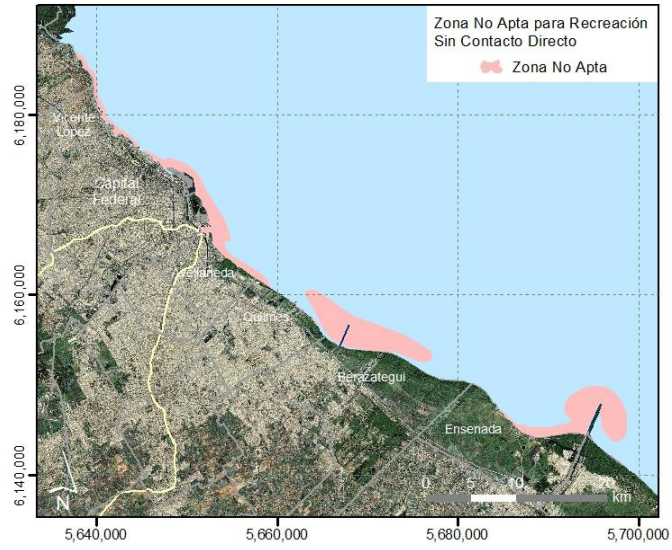 Zona No Apta para Recreación
Sin Contacto Directo
Zona No Apta
6,180,000
6,160,000
6,140,000
Vicente
López
Capital
Federal
Avellaneda
Quilmes
Berazategui
Ensenada
0 5 10 20
km
N
5,640,000 5,660,000 5,680,000 5,700,000